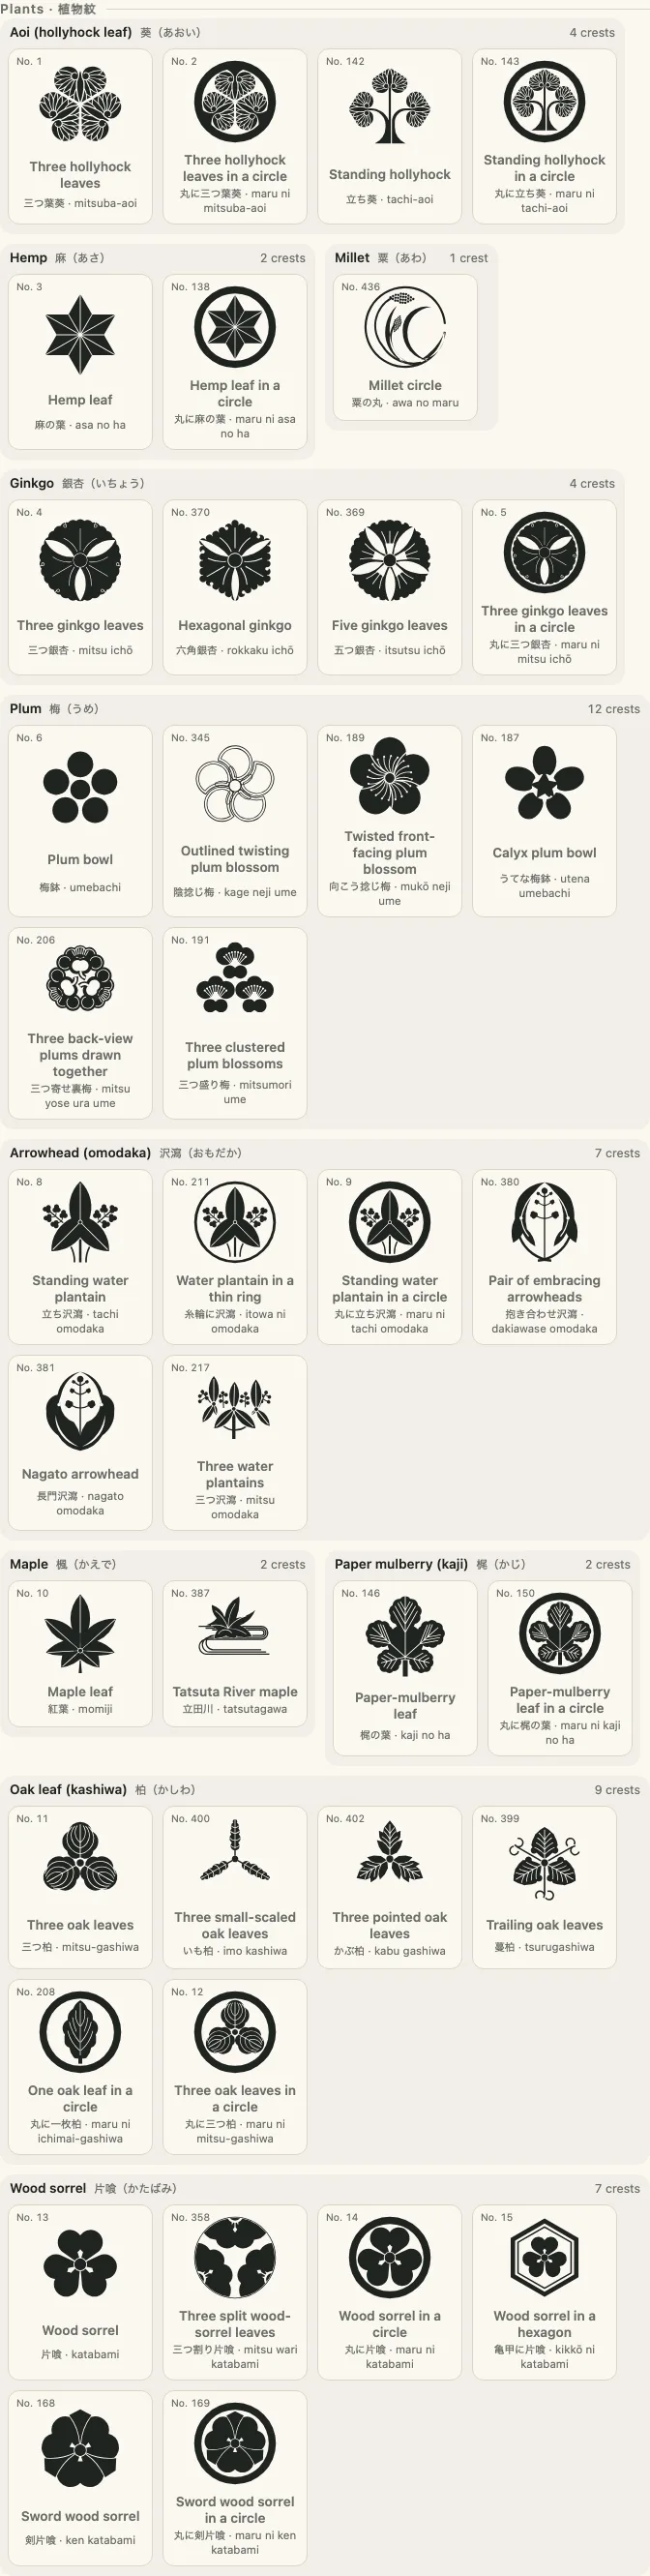 Plants · 植物紋
Aoi (hollyhock leaf) 葵（あおい） 4 crests
No. 1
Three hollyhock
leaves
三つ葉葵 · mitsuba-aoi
No. 2
Three hollyhock
leaves in a circle
丸に三つ葉葵 · maru ni
mitsuba-aoi
No. 142
Standing hollyhock
立ち葵 · tachi-aoi
No. 143
Standing hollyhock
in a circle
丸に立ち葵 · maru ni
tachi-aoi
Hemp 麻（あさ） 2 crests
No. 3
Hemp leaf
麻の葉 · asa no ha
No. 138
Hemp leaf in a
circle
丸に麻の葉 · maru ni asa
no ha
Millet 粟（あわ） 1 crest
No. 436
Millet circle
粟の丸 · awa no maru
Ginkgo 銀杏（いちょう） 4 crests
No. 4
Three ginkgo leaves
三つ銀杏 · mitsu ichō
No. 370
Hexagonal ginkgo
六角銀杏 · rokkaku ichō
No. 369
Five ginkgo leaves
五つ銀杏 · itsutsu ichō
No. 5
Three ginkgo leaves
in a circle
丸に三つ銀杏 · maru ni
mitsu ichō
Plum 梅（うめ） 12 crests
No. 6
Plum bowl
梅鉢 · umebachi
No. 345
Outlined twisting
plum blossom
陰捻じ梅 · kage neji ume
No. 189
Twisted front-
facing plum
blossom
向こう捻じ梅 · mukō neji
ume
No. 187
Calyx plum bowl
うてな梅鉢 · utena
umebachi
No. 206
Three back-view
plums drawn
together
三つ寄せ裏梅 · mitsu
yose ura ume
No. 191
Three clustered
plum blossoms
三つ盛り梅 · mitsumori
ume
Arrowhead (omodaka) 沢瀉（おもだか） 7 crests
No. 8
Standing water
plantain
立ち沢瀉 · tachi
omodaka
No. 211
Water plantain in a
thin ring
糸輪に沢瀉 · itowa ni
omodaka
No. 9
Standing water
plantain in a circle
丸に立ち沢瀉 · maru ni
tachi omodaka
No. 380
Pair of embracing
arrowheads
抱き合わせ沢瀉 ·
dakiawase omodaka
No. 381
Nagato arrowhead
長門沢瀉 · nagato
omodaka
No. 217
Three water
plantains
三つ沢瀉 · mitsu
omodaka
Maple 楓（かえで） 2 crests
No. 10
Maple leaf
紅葉 · momiji
No. 387
Tatsuta River maple
立田川 · tatsutagawa
Paper mulberry (kaji) 梶（かじ） 2 crests
No. 146
Paper-mulberry
leaf
梶の葉 · kaji no ha
No. 150
Paper-mulberry
leaf in a circle
丸に梶の葉 · maru ni kaji
no ha
Oak leaf (kashiwa) 柏（かしわ） 9 crests
No. 11
Three oak leaves
三つ柏 · mitsu-gashiwa
No. 400
Three small-scaled
oak leaves
いも柏 · imo kashiwa
No. 402
Three pointed oak
leaves
かぶ柏 · kabu gashiwa
No. 399
Trailing oak leaves
蔓柏 · tsurugashiwa
No. 208
One oak leaf in a
circle
丸に一枚柏 · maru ni
ichimai-gashiwa
No. 12
Three oak leaves in
a circle
丸に三つ柏 · maru ni
mitsu-gashiwa
Wood sorrel 片喰（かたばみ） 7 crests
No. 13
Wood sorrel
片喰 · katabami
No. 358
Three split wood-
sorrel leaves
三つ割り片喰 · mitsu wari
katabami
No. 14
Wood sorrel in a
circle
丸に片喰 · maru ni
katabami
No. 15
Wood sorrel in a
hexagon
亀甲に片喰 · kikkō ni
katabami
No. 168
Sword wood sorrel
剣片喰 · ken katabami
No. 169
Sword wood sorrel
in a circle
丸に剣片喰 · maru ni ken
katabami